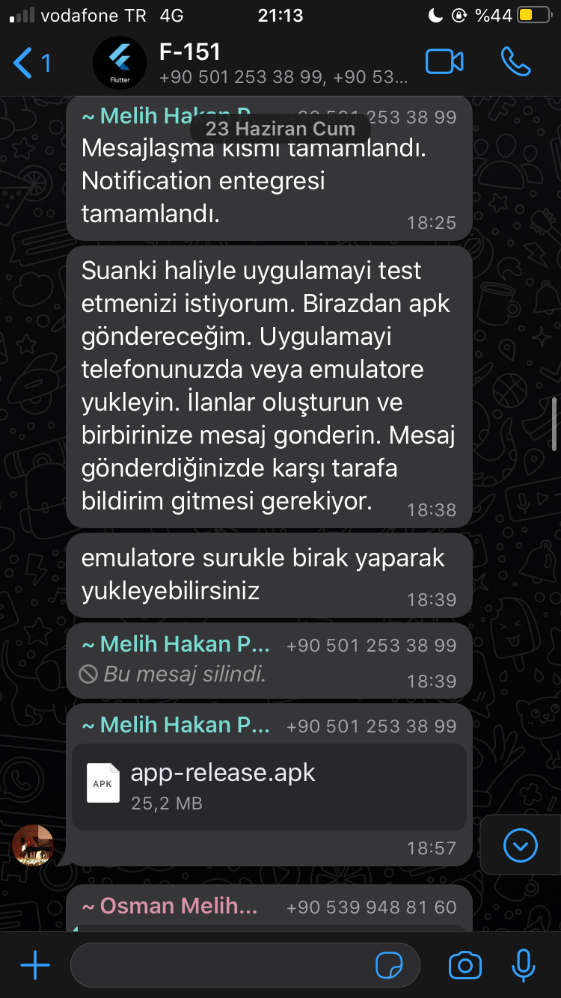 vodafone TR 4G 21:13 %44
1 F-151
Flutter
+90 501 253 38 99, +90 53...
~ Melih Hakan P... 253 38 99
23 Haziran Cum
Mesajlaşma kısmı tamamlandı.
Notification entegresi
tamamlandı.
18:25
Suanki haliyle uygulamayi test
etmenizi istiyorum. Birazdan apk
göndereceğim. Uygulamayi
telefonunuzda veya emulatore
yukleyin. İlanlar oluşturun ve
birbirinize mesaj gonderin. Mesaj
gönderdiğinizde karşı tarafa
bildirim gitmesi gerekiyor.
18:38
emulatore surukle birak yaparak
yukleyebilirsiniz
18:39
~ Melih Hakan P... +90 501 253 38 99
Bu mesaj silindi.
18:39
~ Melih Hakan P... +90 501 253 38 99
APK
app-release.apk
25,2 MB
18:57
~ Osman Melih... +90 539 948 81 60